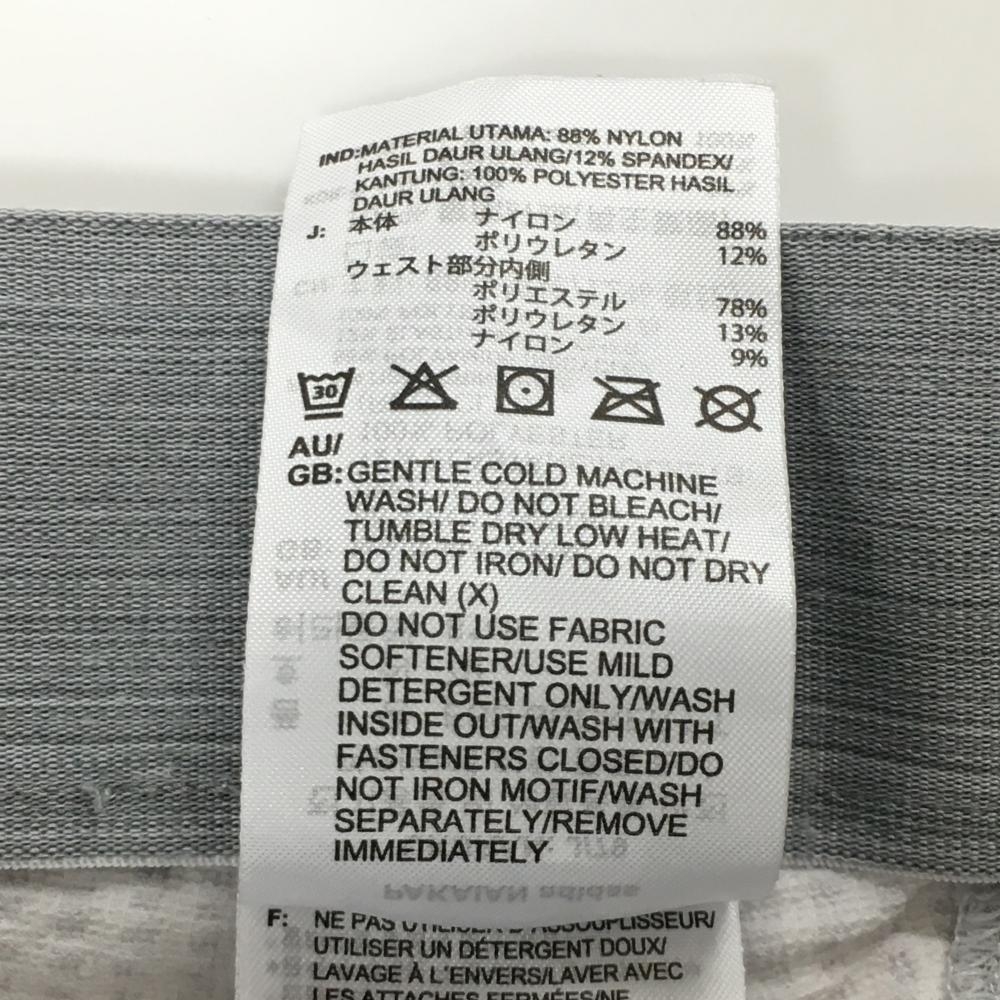 IND:MATERIAL UTAMA: 88% NYLON
HASIL DAUR ULANG/12% SPANDEX/
KANTUNG: 100% POLYESTER HASIL
DAUR ULANG
J: 本体 ナイロン 88%
ポリウレタン 12%
ウェスト部分内側
ポリエステル 78%
ポリウレタン 13%
ナイロン 9%
30
AU/
GB:GENTLE COLD MACHINE
WASH/ DO NOT BLEACH/
TUMBLE DRY LOW HEAT/
DO NOT IRON/ DO NOT DRY
CLEAN (X)
DO NOT USE FABRIC
SOFTENER/USE MILD
DETERGENT ONLY/WASH
INSIDE OUT/WASH WITH
FASTENERS CLOSED/DO
NOT IRON MOTIF/WASH
SEPARATELY/REMOVE
IMMEDIATELY
PAKAIAN adidas
F: NE PAS UTILISER D'ASSOUPLISSEUR/
UTILISER UN DÉTERGENT DOUX/
LAVAGE À L'ENVERS/LAVER AVEC
LES ATTACHES FERMÉES/NE